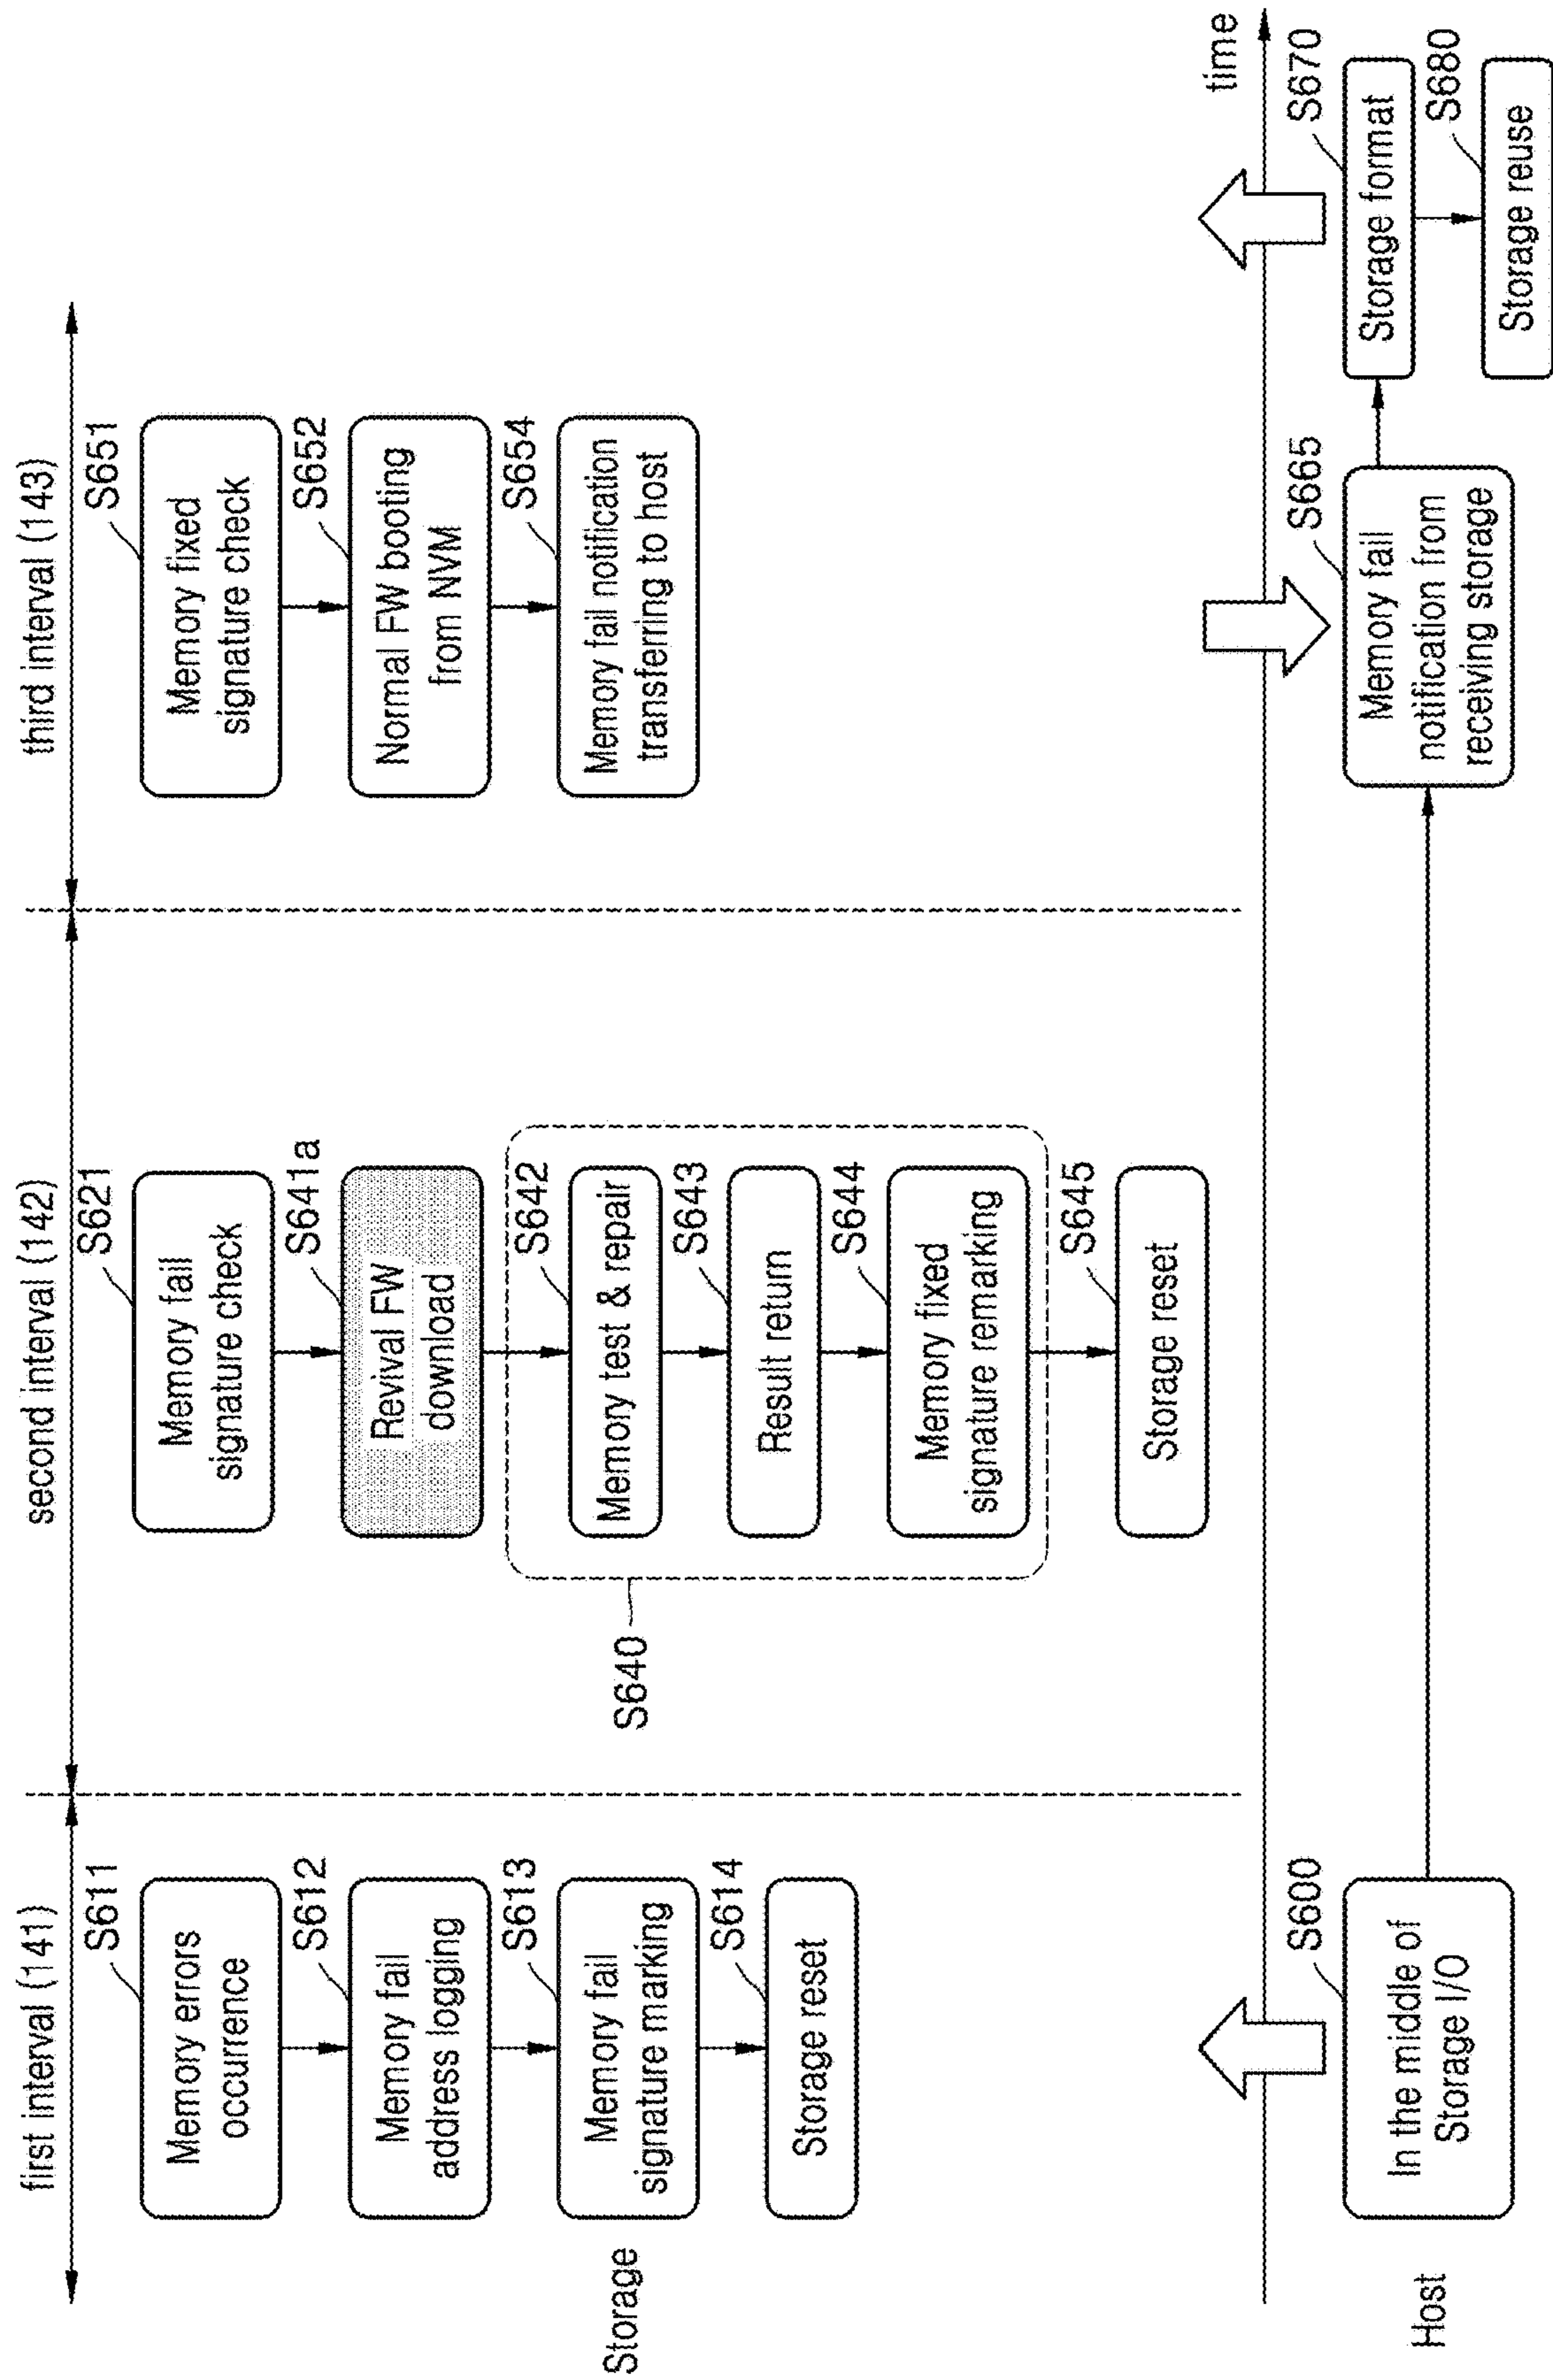 first interval (141)
second interval (142)
third interval (143)
Storage
S611
Memory errors
occurrence
S612
Memory fail
address logging
S613
Memory fail
signature marking
S614
Storage reset
S621
Memory fail
signature check
S641a
Revival FW
download
S640
S642
Memory test & repair
S643
Result return
S644
Memory fixed
signature remarking
S645
Storage reset
S651
Memory fixed
signature check
S652
Normal FW booting
from NVM
S654
Memory fail notification
transferring to host
time
Host
S600
In the middle of
Storage I/O
S665
Memory fail
notification from
receiving storage
S670
Storage format
S680
Storage reuse